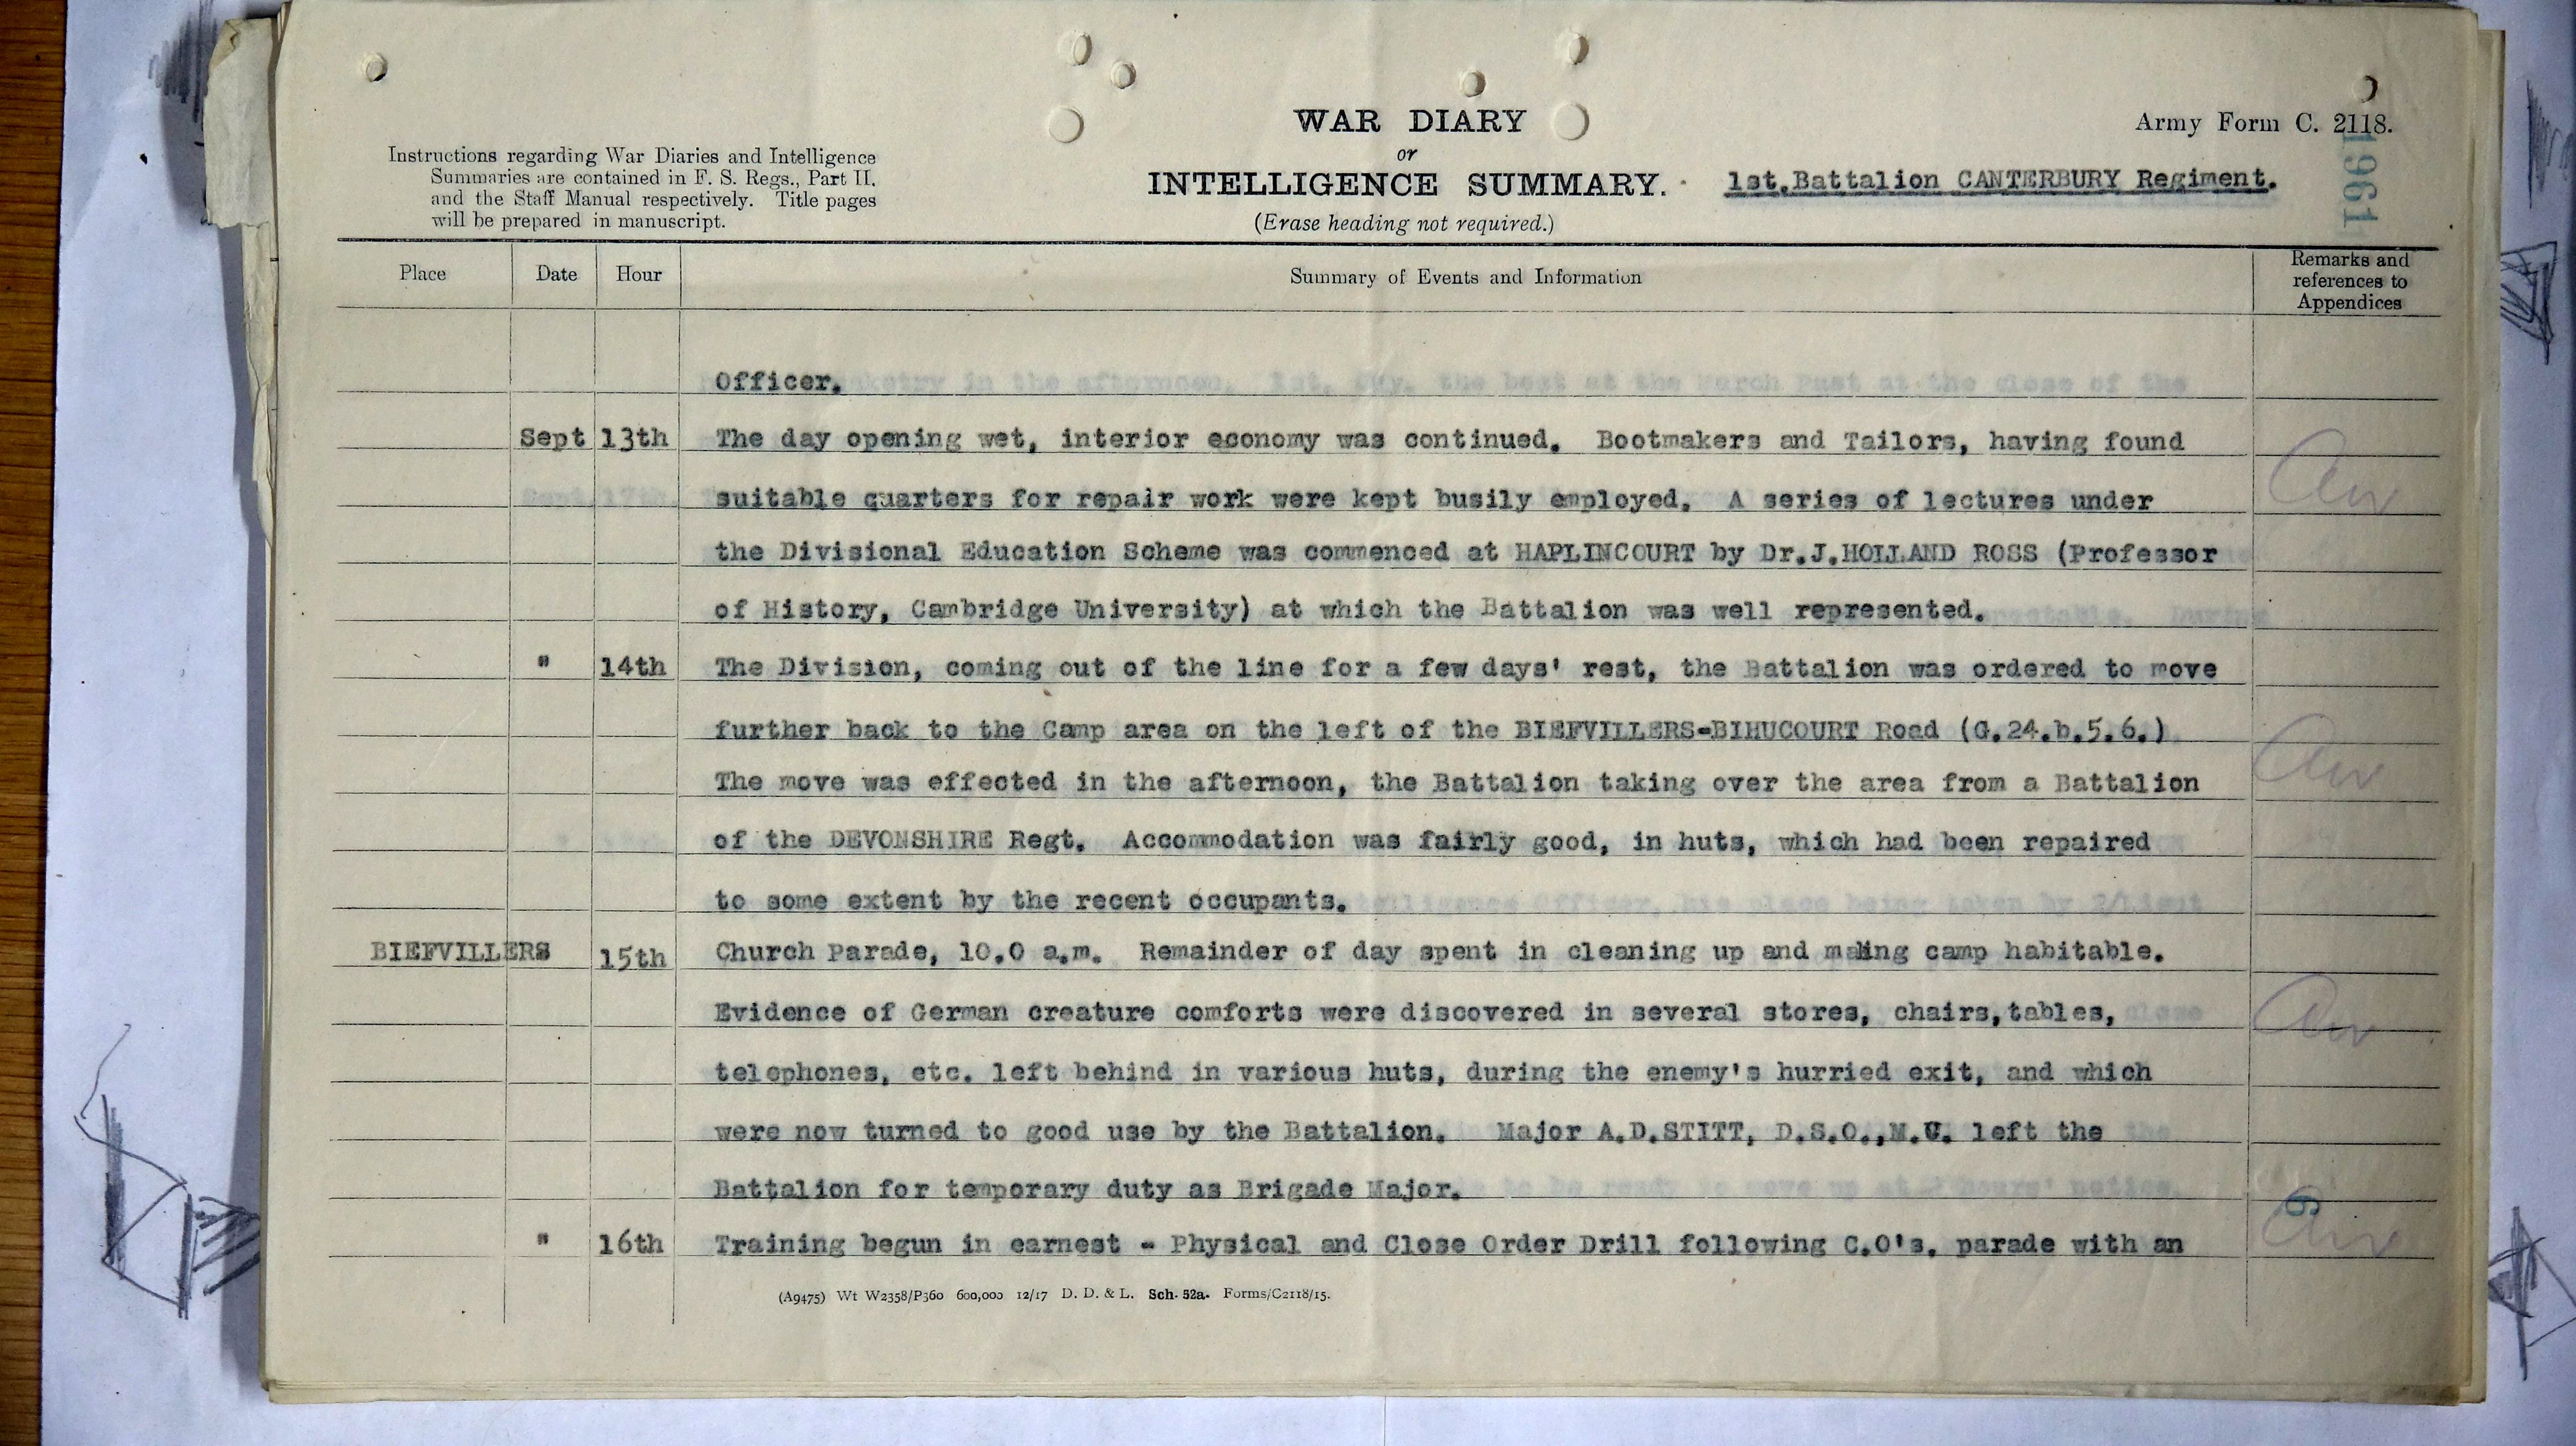 WAR DIARY
or
INTELLIGENCE SUMMARY.
(Erase heading not required.)
Army Form C. 2118.
1961
1st.Battalion CANTERBURY Regiment.
Instructions regarding War Diaries and Intelligence
Summaries are contained in F. S. Regs., Part II.
and the Staff Manual respectively. Title pages
will be prepared in manuscript.
Place Date Hour Summary of Events and Information Remarks and
references to
Appendices
Officer.
Sept 13th The day opening wet, interior economy was continued. Bootmakers and Tailors, having found
suitable quarters for repair work were kept busily employed. A series of lectures under
the Divisional Education Scheme was commenced at HAPLINCOURT by Dr.J.HOLLAND ROSS (Professor
of History, Cambridge University) at which the Battalion was well represented.
" 14th The Division, coming out of the line for a few days' rest, the Battalion was ordered to move
further back to the Camp area on the left of the BIEFVILLERS-BIHUCOURT Road (G.24.b.5.6.)
The move was effected in the afternoon, the Battalion taking over the area from a Battalion
of the DEVONSHIRE Regt. Accommodation was fairly good, in huts, which had been repaired
to some extent by the recent occupants.
BIEFVILLERS 15th Church Parade, 10.0 a.m. Remainder of day spent in cleaning up and making camp habitable.
Evidence of German creature comforts were discovered in several stores, chairs,tables,
telephones, etc. left behind in various huts, during the enemy's hurried exit, and which
were now turned to good use by the Battalion. Major A.D.STITT, D.S.O.,M.C. left the
Battalion for temporary duty as Brigade Major.
" 16th Training begun in earnest - Physical and Close Order Drill following C.O's. parade with an
(A9475) Wt W2358/P360 600,000 12/17 D. D. & L. Sch. 52a. Forms/C2118/15.